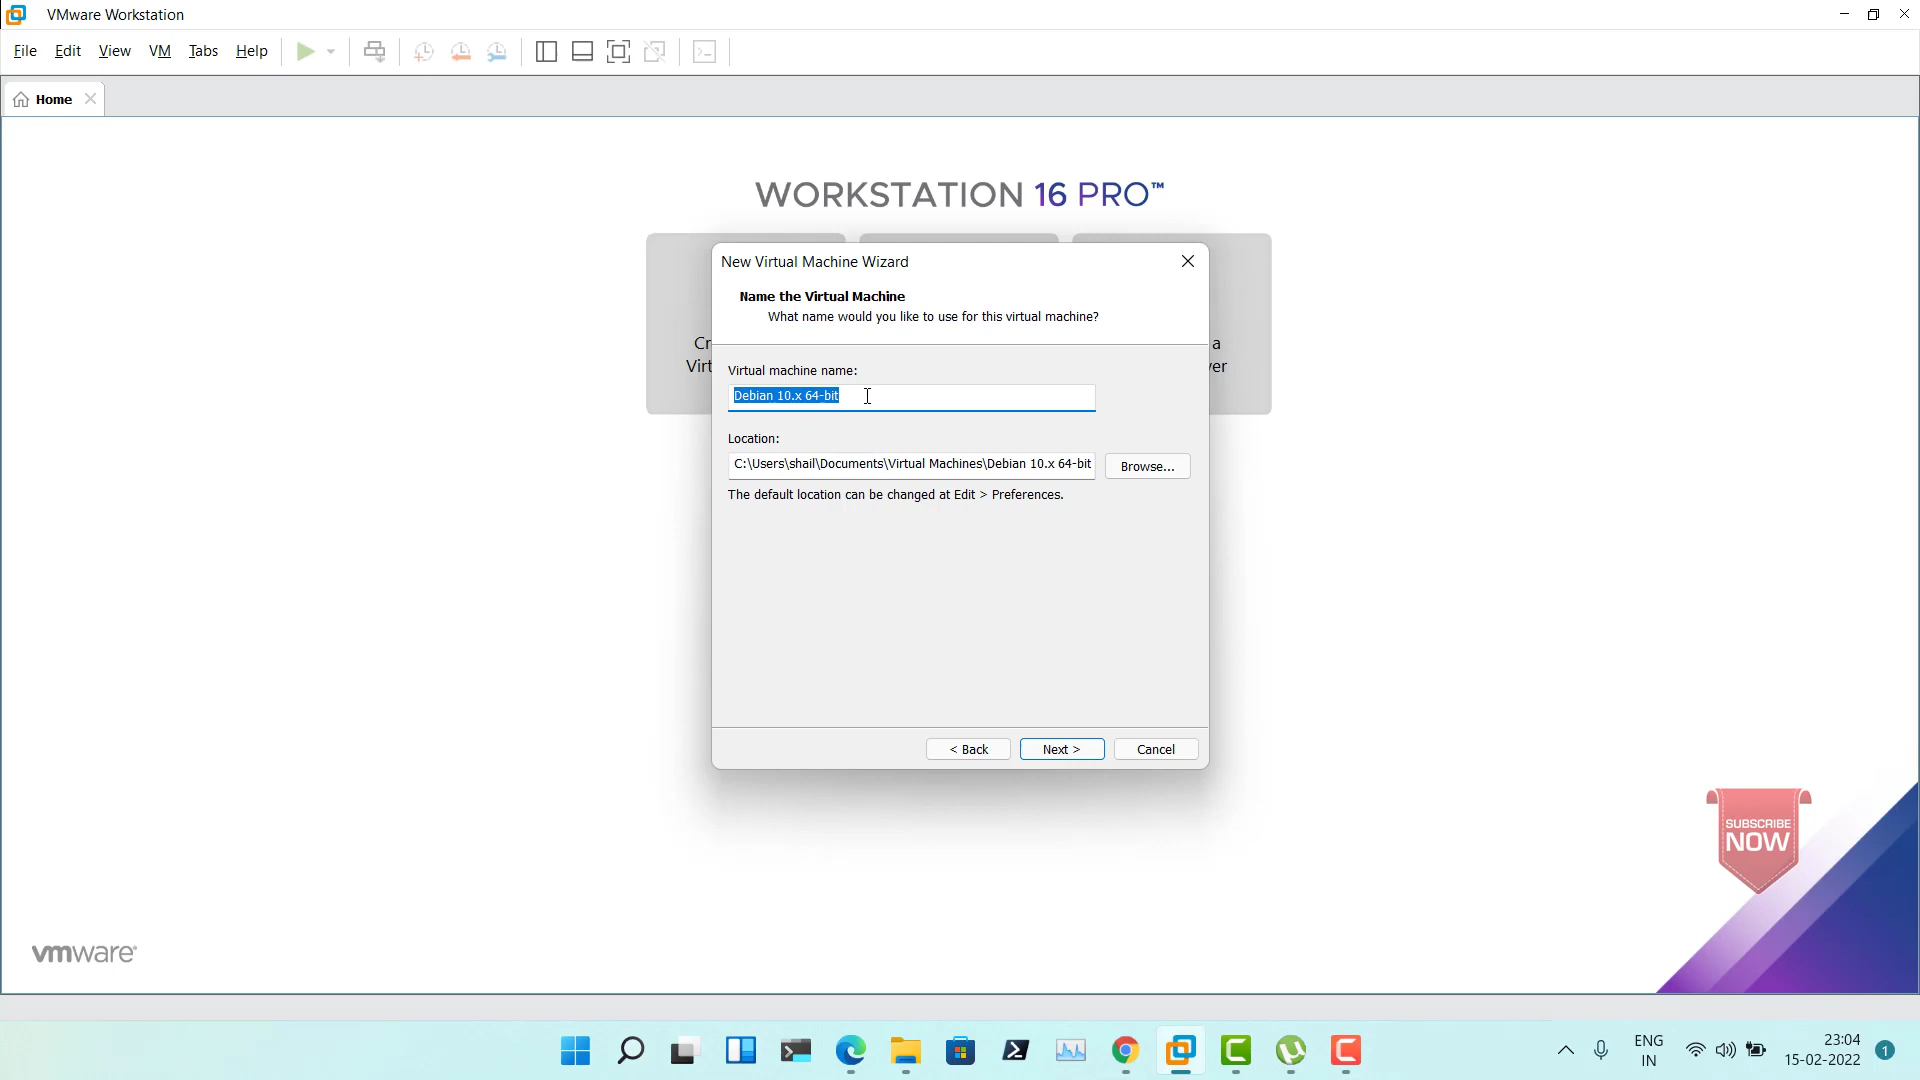 VMware Workstation
File Edit View VM Tabs Help
Home
WORKSTATION 16 PRO™
New Virtual Machine Wizard
Name the Virtual Machine
What name would you like to use for this virtual machine?
Cr
Virt
a
ver
Virtual machine name:
Debian 10.x 64-bit
Location:
C:\Users\shail\Documents\Virtual Machines\Debian 10.x 64-bit
Browse...
The default location can be changed at Edit > Preferences.
< Back
Next >
Cancel
SUBSCRIBE
NOW
vmware®
ENG
IN
23:04
15-02-2022
1